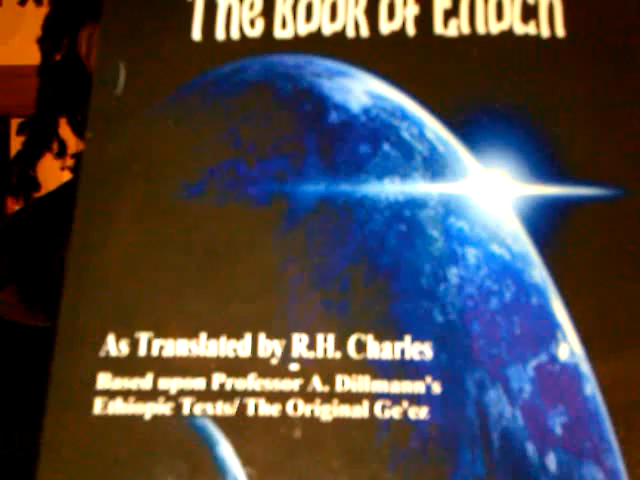 The Book of Enoch
As Translated by R.H. Charles
Based upon Professor A. Dillmann's
Ethiopic Texts/ The Original Ge'ez